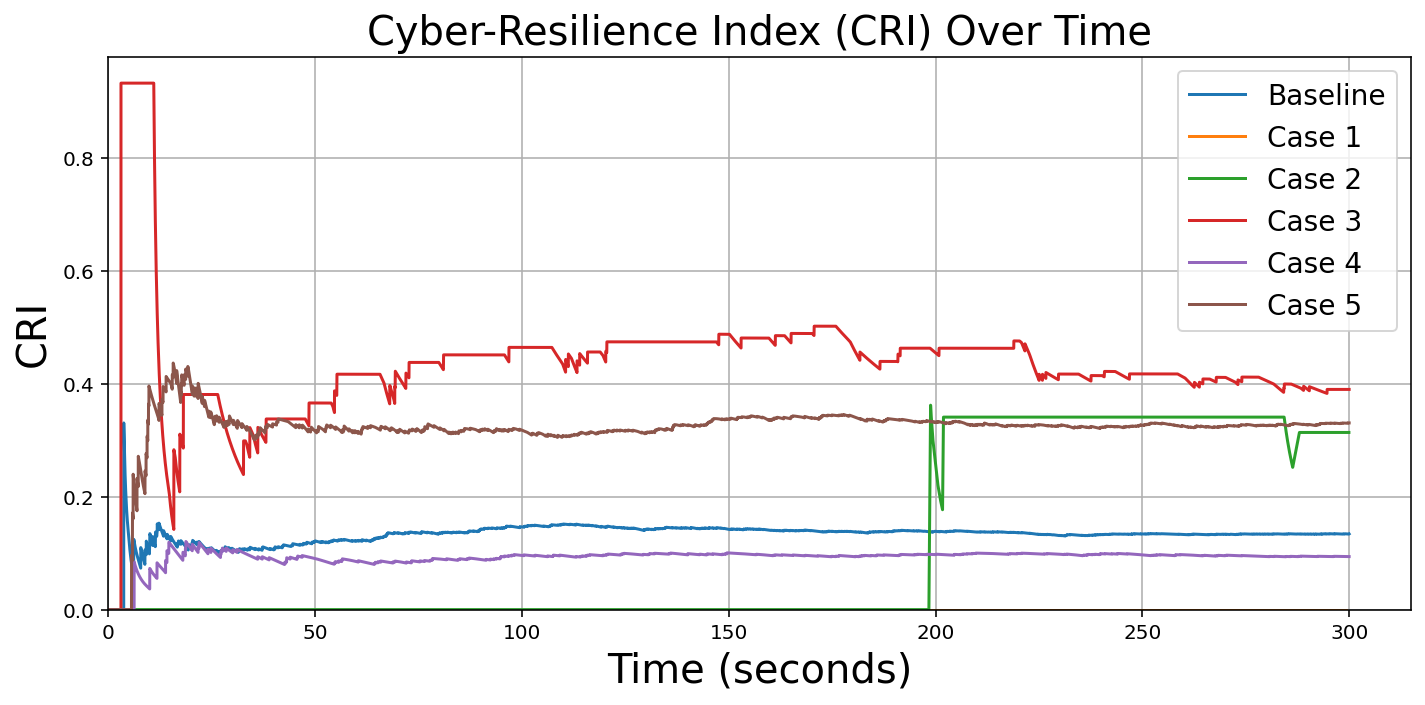 Cyber-Resilience Index (CRI) Over Time
CRI
0.8
0.6
0.4
0.2
0.0
0 50 100 150 200 250 300
Time (seconds)
Baseline
Case 1
Case 2
Case 3
Case 4
Case 5